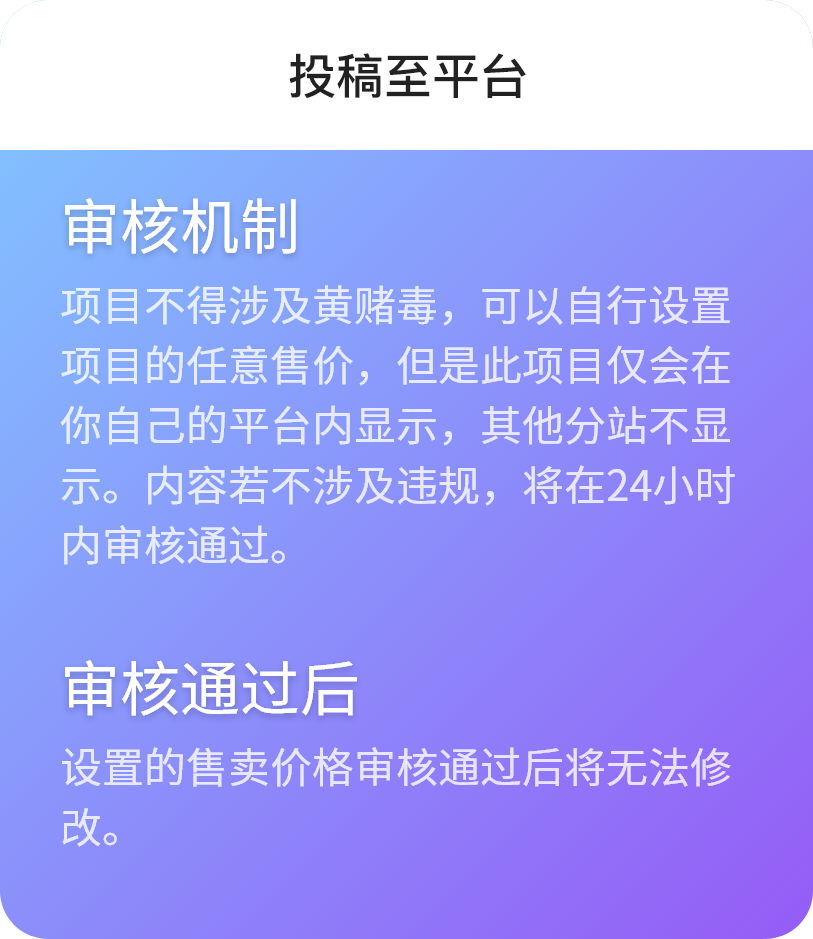 投稿至平台
审核机制
项目不得涉及黄赌毒，可以自行设置
项目的任意售价，但是此项目仅会在
你自己的平台内显示，其他分站不显
示。内容若不涉及违规，将在24小时
内审核通过。
审核通过后
设置的售卖价格审核通过后将无法修
改。